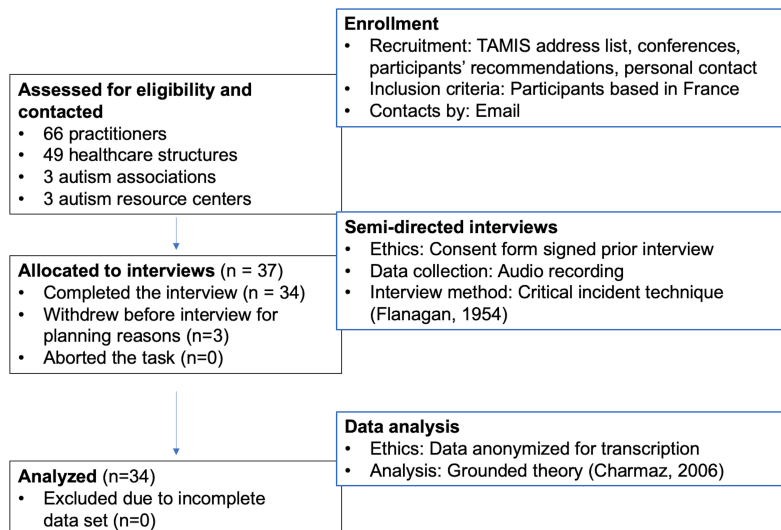 Enrollment
• Recruitment: TAMIS address list, conferences,
participants' recommendations, personal contact
• Inclusion criteria: Participants based in France
• Contacts by: Email
Assessed for eligibility and
contacted
• 66 practitioners
• 49 healthcare structures
• 3 autism associations
• 3 autism resource centers
Semi-directed interviews
• Ethics: Consent form signed prior interview
• Data collection: Audio recording
• Interview method: Critical incident technique
(Flanagan, 1954)
Allocated to interviews (n = 37)
• Completed the interview (n = 34)
• Withdrew before interview for
planning reasons (n=3)
• Aborted the task (n=0)
Data analysis
• Ethics: Data anonymized for transcription
• Analysis: Grounded theory (Charmaz, 2006)
Analyzed (n=34)
• Excluded due to incomplete
data set (n=0)